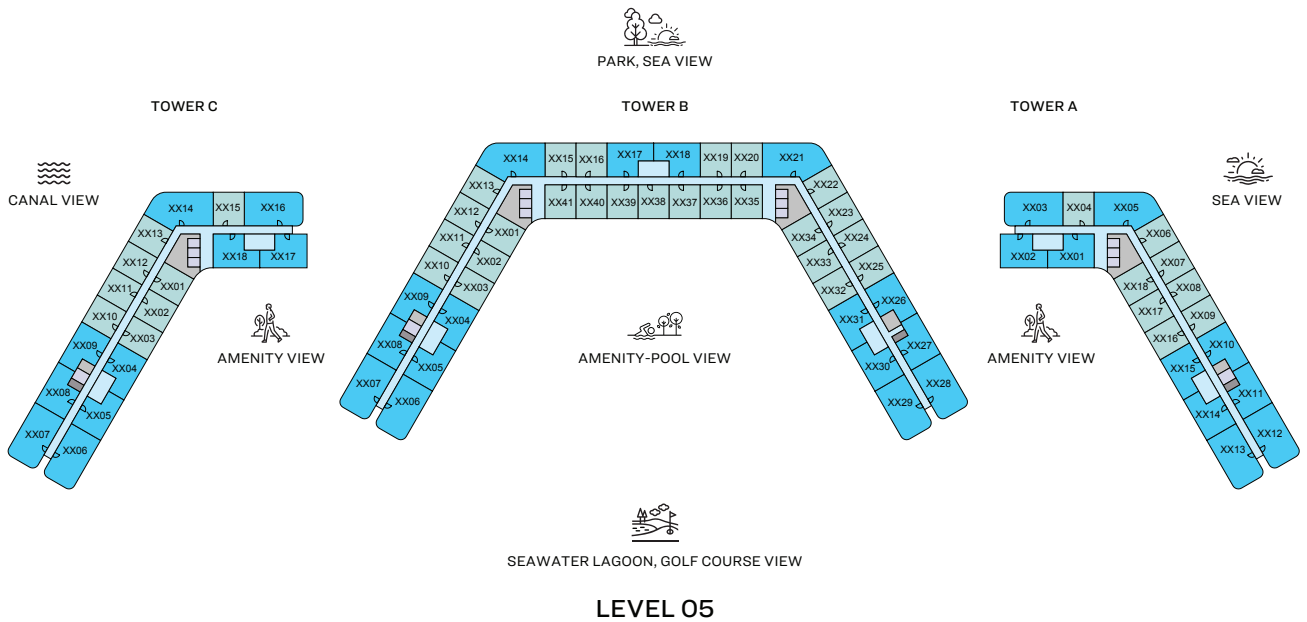 PARK, SEA VIEW
TOWER C
TOWER B
TOWER A
CANAL VIEW
SEA VIEW
XX14
XX15
XX16
XX13
XX12
XX11
XX10
XX09
XX08
XX07
XX18
XX17
XX01
XX02
XX03
XX04
XX05
XX06
XX14
XX15
XX16
XX17
XX18
XX19
XX20
XX21
XX13
XX12
XX11
XX10
XX09
XX08
XX07
XX41
XX40
XX39
XX38
XX37
XX36
XX35
XX01
XX02
XX03
XX04
XX05
XX06
XX22
XX23
XX24
XX25
XX26
XX27
XX28
XX34
XX33
XX32
XX31
XX30
XX29
XX03
XX04
XX05
XX02
XX01
XX06
XX07
XX08
XX09
XX10
XX11
XX12
XX18
XX17
XX16
XX15
XX14
XX13
AMENITY VIEW
AMENITY-POOL VIEW
AMENITY VIEW
SEAWATER LAGOON, GOLF COURSE VIEW
LEVEL 05